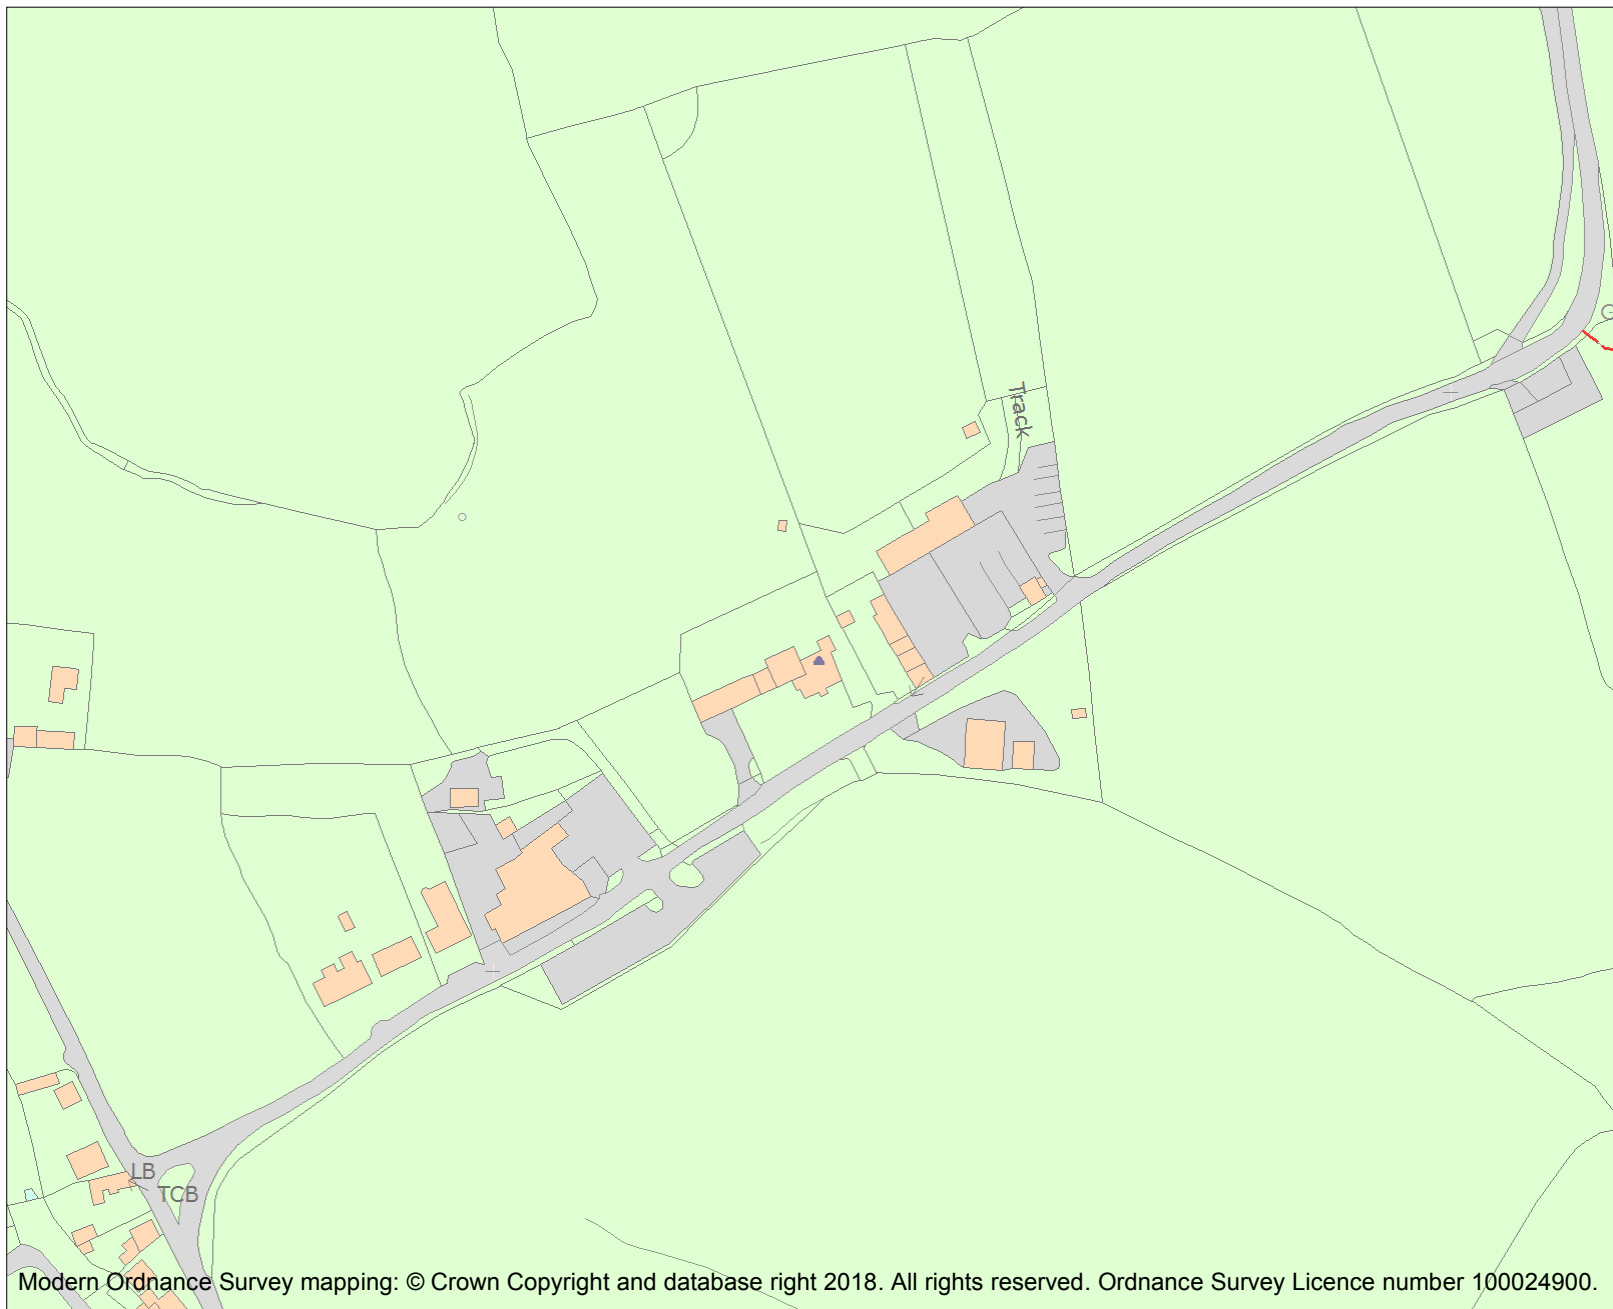 G
Track
LB
TCB
Modern Ordnance Survey mapping: © Crown Copyright and database right 2018. All rights reserved. Ordnance Survey Licence number 100024900.